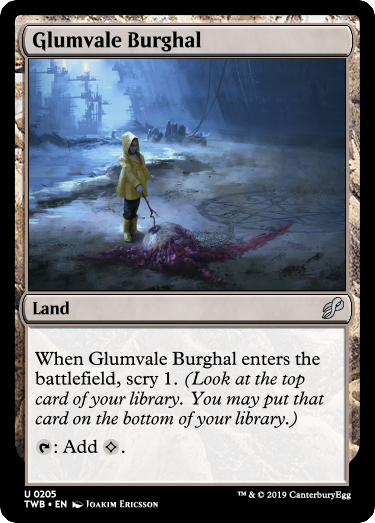 Glumvale Burghal
Land
When Glumvale Burghal enters the
battlefield, scry 1. (Look at the top
card of your library. You may put that
card on the bottom of your library.)
: Add .
U 0205
TWB • EN Joakim Ericsson
™ & © 2019 CanterburyEgg